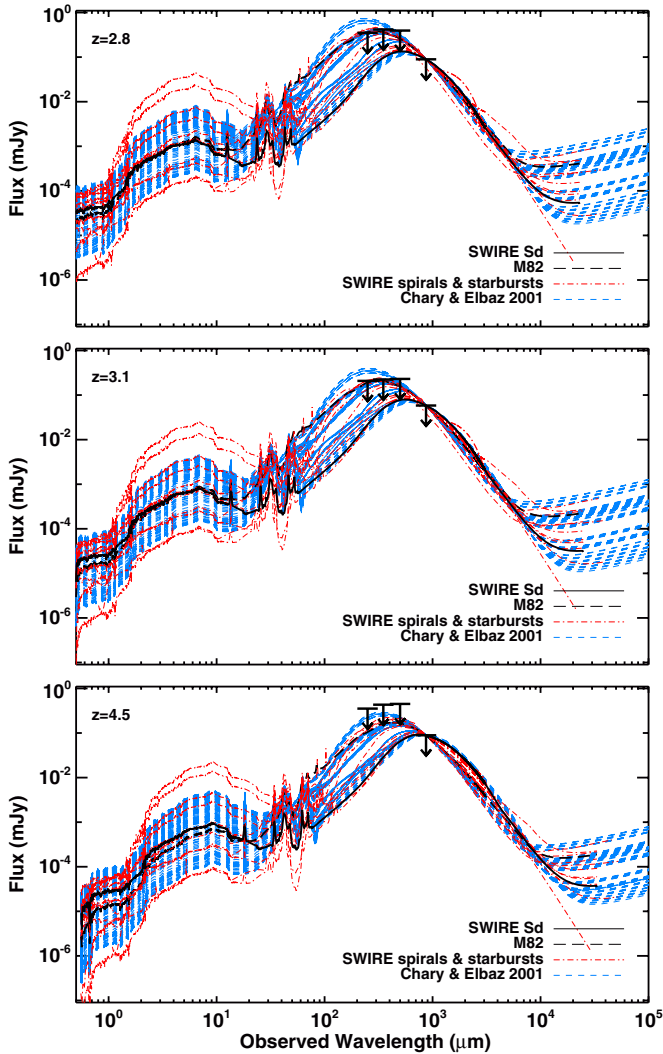 z=2.8
Flux (mJy)
10^0
10^-2
10^-4
10^-6
SWIRE Sd
M82
SWIRE spirals & starbursts
Chary & Elbaz 2001
z=3.1
Flux (mJy)
10^0
10^-2
10^-4
10^-6
SWIRE Sd
M82
SWIRE spirals & starbursts
Chary & Elbaz 2001
z=4.5
Flux (mJy)
10^0
10^-2
10^-4
10^-6
SWIRE Sd
M82
SWIRE spirals & starbursts
Chary & Elbaz 2001
10^0 10^1 10^2 10^3 10^4 10^5
Observed Wavelength (μm)